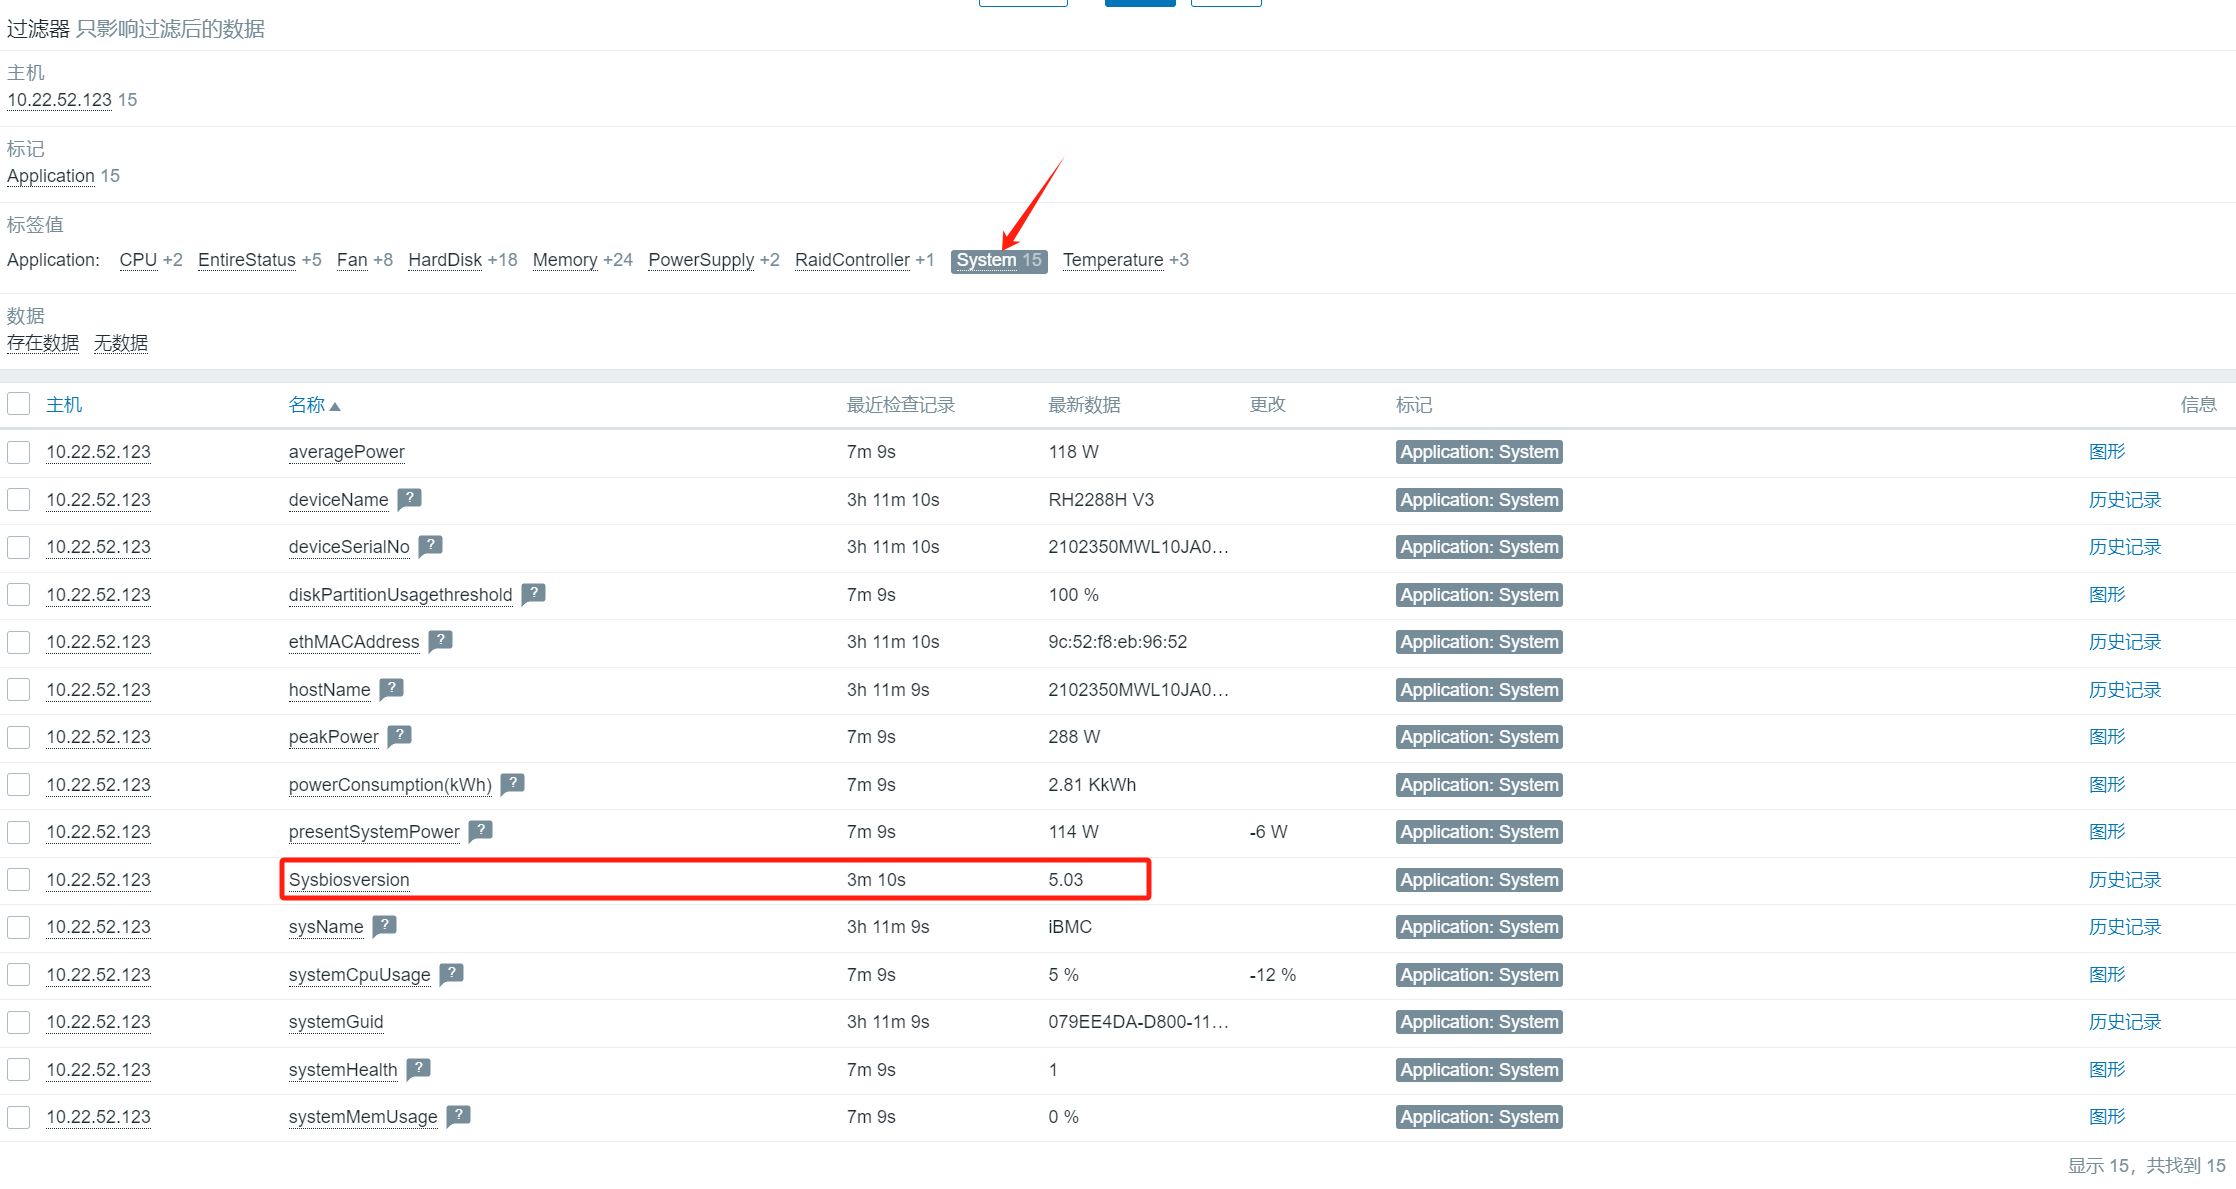 过滤器 只影响过滤后的数据
主机
10.22.52.123 15
标记
Application 15
标签值
Application: CPU +2 EntireStatus +5 Fan +8 HardDisk +18 Memory +24 PowerSupply +2 RaidController +1 System 15 Temperature +3
数据
存在数据 无数据
主机 名称 最近检查记录 最新数据 更改 标记 信息
10.22.52.123 averagePower 7m 9s 118 W Application: System 图形
10.22.52.123 deviceName ? 3h 11m 10s RH2288H V3 Application: System 历史记录
10.22.52.123 deviceSerialNo ? 3h 11m 10s 2102350MWL10JA0… Application: System 历史记录
10.22.52.123 diskPartitionUsagethreshold ? 7m 9s 100 % Application: System 图形
10.22.52.123 ethMACAddress ? 3h 11m 10s 9c:52:f8:eb:96:52 Application: System 历史记录
10.22.52.123 hostName ? 3h 11m 9s 2102350MWL10JA0… Application: System 历史记录
10.22.52.123 peakPower ? 7m 9s 288 W Application: System 图形
10.22.52.123 powerConsumption(kWh) ? 7m 9s 2.81 KkWh Application: System 图形
10.22.52.123 presentSystemPower ? 7m 9s 114 W -6 W Application: System 图形
10.22.52.123 Sysbiosversion 3m 10s 5.03 Application: System 历史记录
10.22.52.123 sysName ? 3h 11m 9s iBMC Application: System 历史记录
10.22.52.123 systemCpuUsage ? 7m 9s 5 % -12 % Application: System 图形
10.22.52.123 systemGuid 3h 11m 9s 079EE4DA-D800-11… Application: System 历史记录
10.22.52.123 systemHealth ? 7m 9s 1 Application: System 图形
10.22.52.123 systemMemUsage ? 7m 9s 0 % Application: System 图形
显示 15，共找到 15